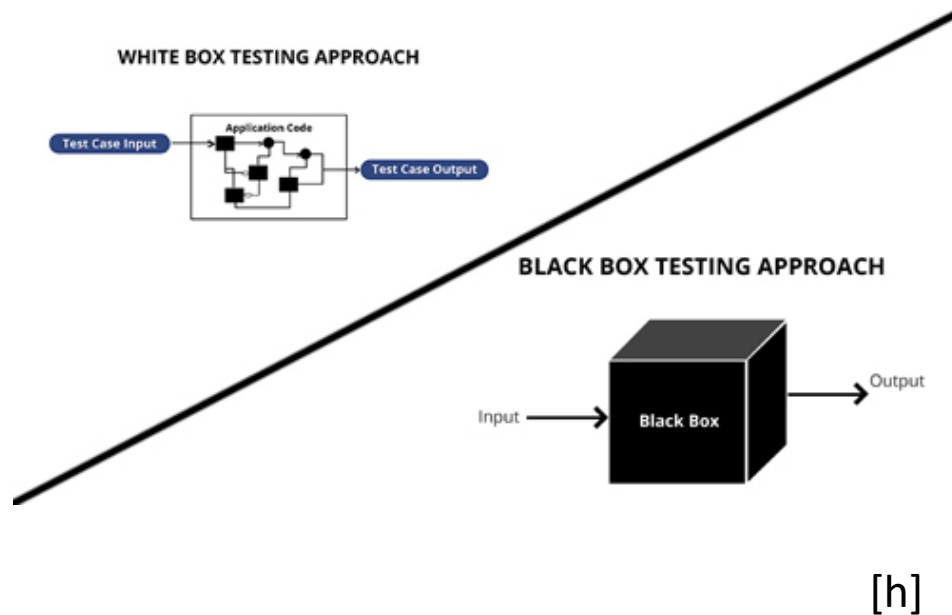 WHITE BOX TESTING APPROACH
Application Code
Test Case Input
Test Case Output
BLACK BOX TESTING APPROACH
Output
Input
Black Box
[h]